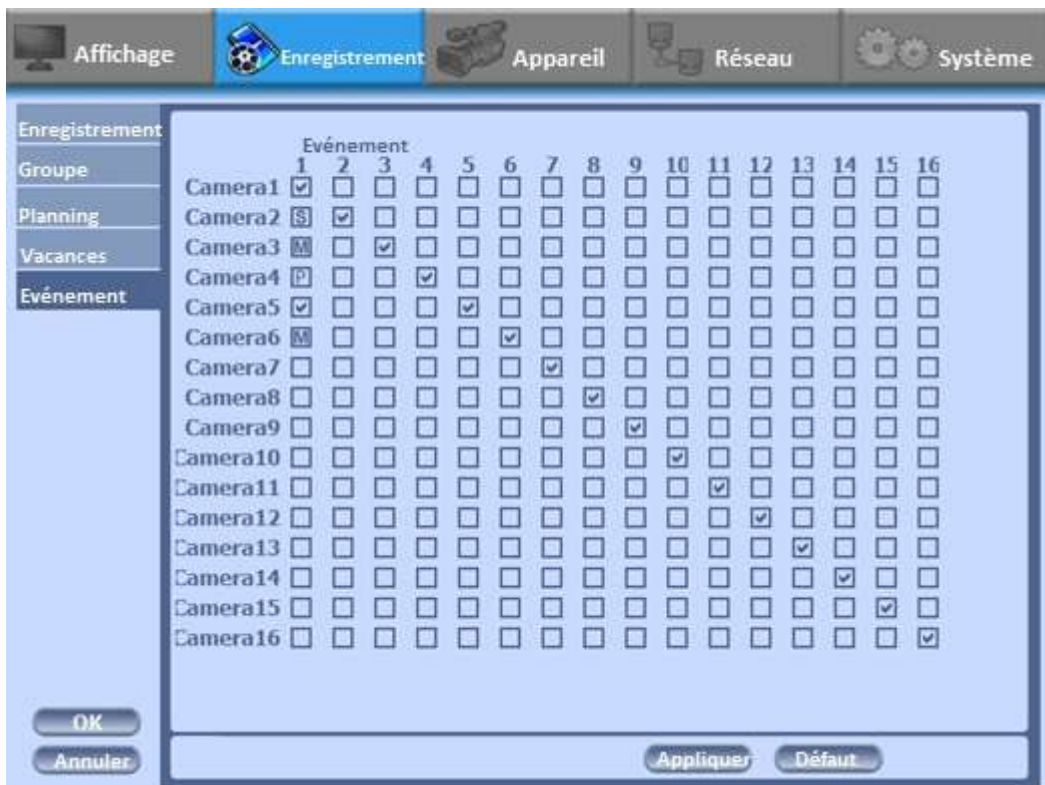 Affichage Enregistrement Appareil Réseau Système
Enregistrement
Groupe
Planning
Vacances
Evénement
Evénement
1 2 3 4 5 6 7 8 9 10 11 12 13 14 15 16
Camera1
Camera2 S
Camera3 M
Camera4 P
Camera5
Camera6 M
Camera7
Camera8
Camera9
Camera10
Camera11
Camera12
Camera13
Camera14
Camera15
Camera16
OK
Annuler
Appliquer Défaut